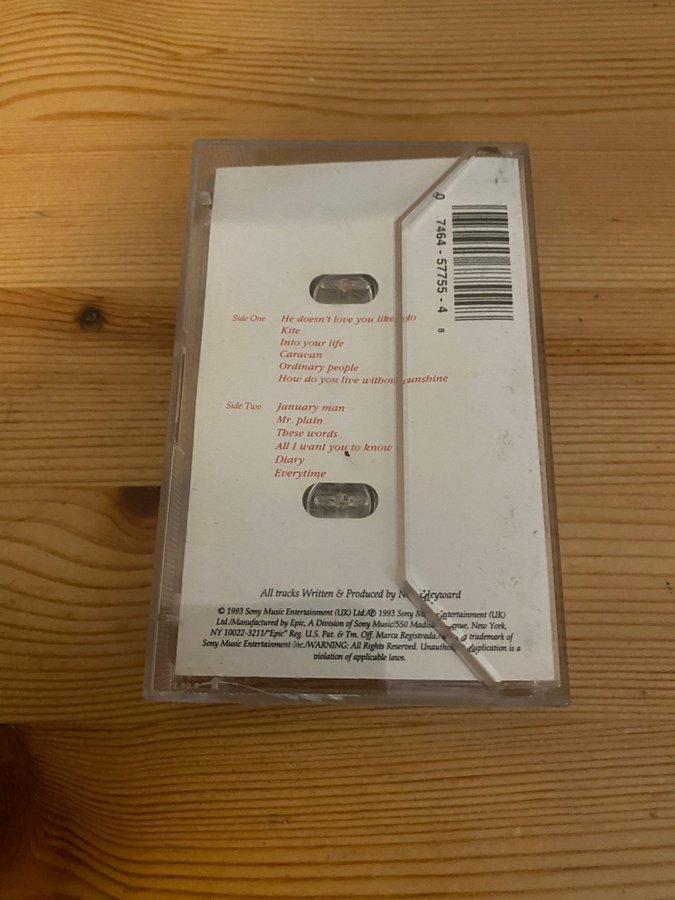 0 7464 - 57755 - 4 8
Side One He doesn't love you like I do
Kite
Into your life
Caravan
Ordinary people
How do you live without sunshine
Side Two January man
Mr. plain
These words
All I want you to know
Diary
Everytime
All tracks Written & Produced by Heyward
© 1993 Sony Music Entertainment (UK) Ltd./℗ 1993 Sony Entertainment (UK)
Ltd./Manufactured by Epic, A Division of Sony Music/550 Madison Avenue, New York,
NY 10022-3211/"Epic" Reg. U.S. Pat. & Tm. Off. Marca Registrada. trademark of
Sony Music Entertainment Inc./WARNING: All Rights Reserved. Unauthorized duplication is a
violation of applicable laws.